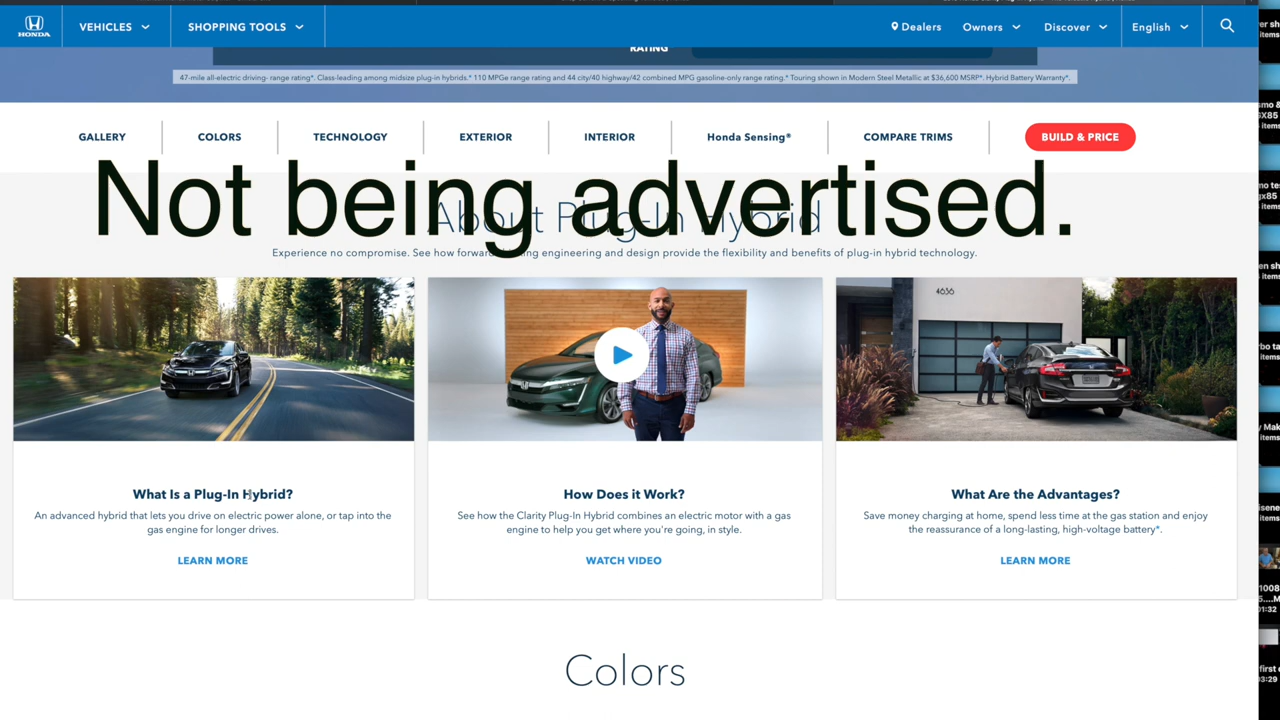 HONDA
VEHICLES
SHOPPING TOOLS
Dealers
Owners
Discover
English
RATING
47-mile all-electric driving- range rating*. Class-leading among midsize plug-in hybrids.* 110 MPGe range rating and 44 city/40 highway/42 combined MPG gasoline-only range rating.* Touring shown in Modern Steel Metallic at $36,600 MSRP*. Hybrid Battery Warranty*.
GALLERY
COLORS
TECHNOLOGY
EXTERIOR
INTERIOR
Honda Sensing®
COMPARE TRIMS
BUILD & PRICE
Not being advertised.
About Plug-In Hybrid
Experience no compromise. See how forward-thinking engineering and design provide the flexibility and benefits of plug-in hybrid technology.
4636
What Is a Plug-In Hybrid?
An advanced hybrid that lets you drive on electric power alone, or tap into the
gas engine for longer drives.
LEARN MORE
How Does it Work?
See how the Clarity Plug-In Hybrid combines an electric motor with a gas
engine to help you get where you're going, in style.
WATCH VIDEO
What Are the Advantages?
Save money charging at home, spend less time at the gas station and enjoy
the reassurance of a long-lasting, high-voltage battery*.
LEARN MORE
Colors